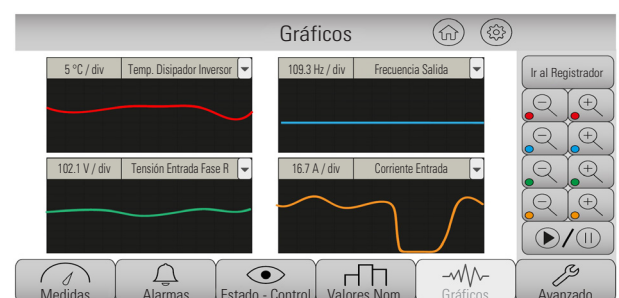 Gráficos
5 °C / div Temp. Disipador Inversor
109.3 Hz / div Frecuencia Salida
Ir al Registrador
102.1 V / div Tensión Entrada Fase R
16.7 A / div Corriente Entrada
Medidas Alarmas Estado - Control Valores Nom. Gráficos Avanzado